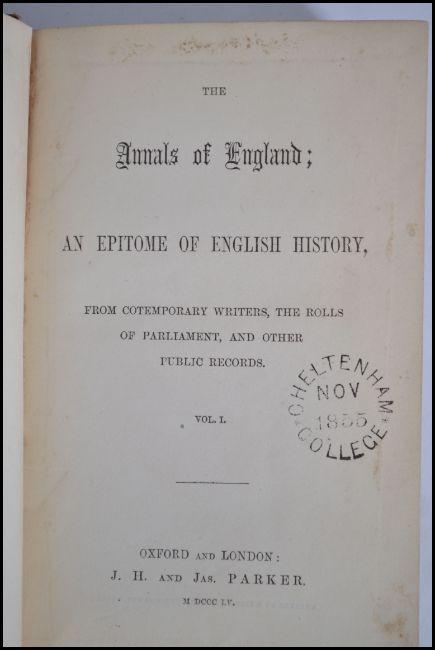 THE
Annals of England;
AN EPITOME OF ENGLISH HISTORY,
FROM COTEMPORARY WRITERS, THE ROLLS
OF PARLIAMENT, AND OTHER
PUBLIC RECORDS.
VOL. I.
CHELTENHAM
NOV
1855
COLLEGE
OXFORD AND LONDON:
J. H. AND JAS. PARKER.
M DCCC LV.